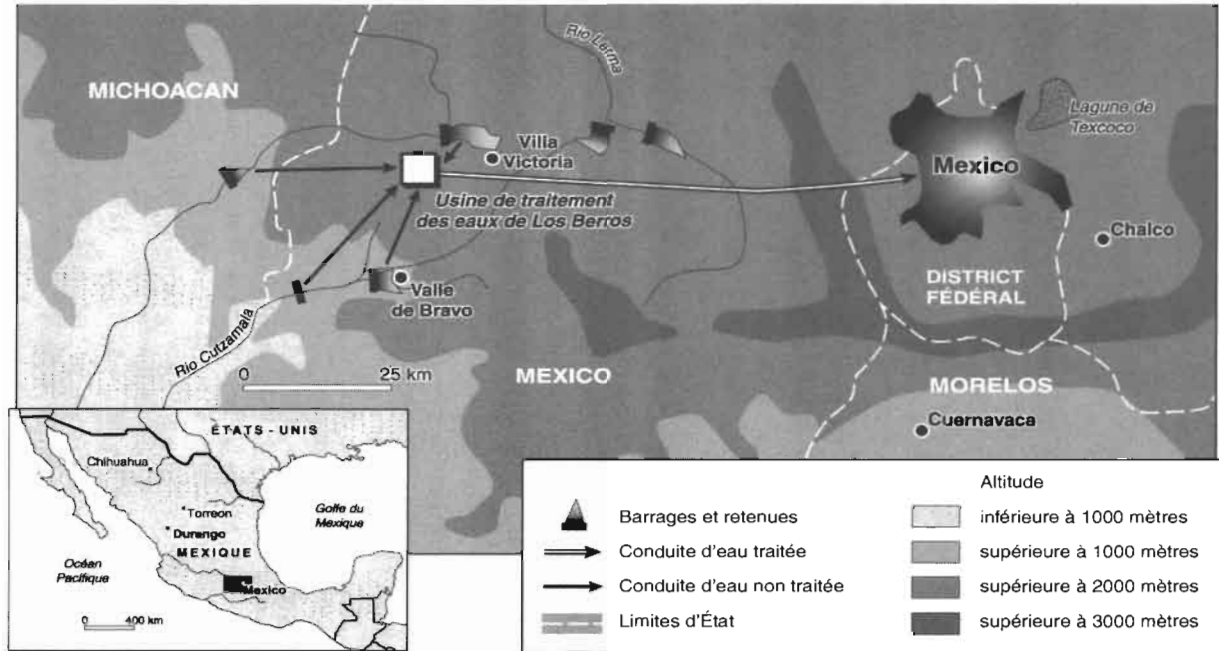 MICHOACAN
Rio Lerma
Lagune de
Texcoco
Villa
Victoria
Mexico
Usine de traitement
des eaux de Los Berros
Chalco
Valle
de Bravo
DISTRICT
FÉDÉRAL
Rio Cutzamala
0 25 km
MEXICO
MORELOS
Cuernavaca
ÉTATS-UNIS
Chihuahua
Torreon
Durango
MEXIQUE
Golfe du
Mexique
Océan
Pacifique
Mexico
0 400 km
Barrages et retenues
Conduite d'eau traitée
Conduite d'eau non traitée
Limites d'État
Altitude
inférieure à 1000 mètres
supérieure à 1000 mètres
supérieure à 2000 mètres
supérieure à 3000 mètres